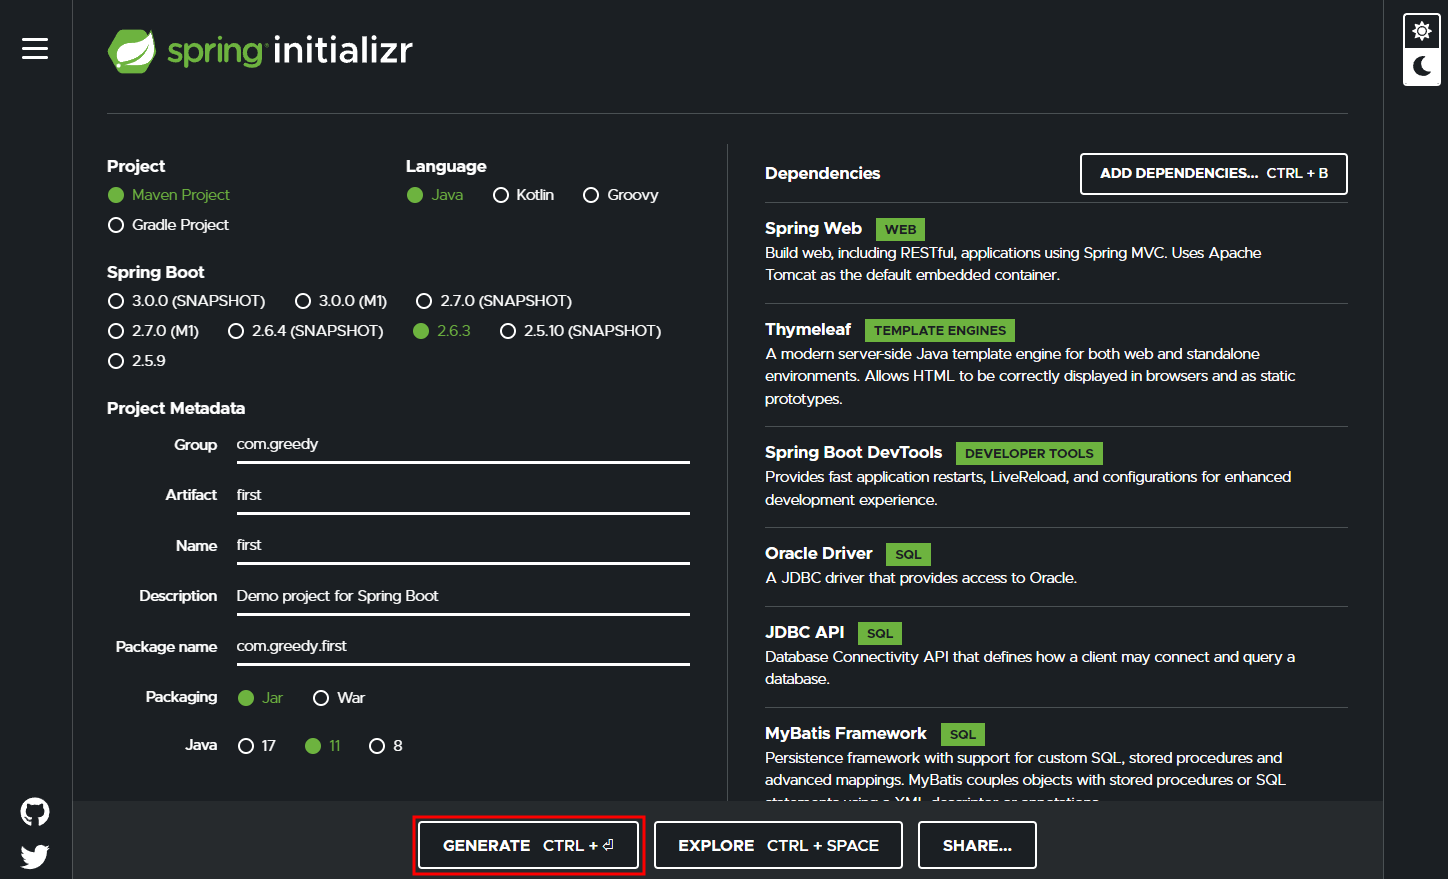 spring initializr
Project
Maven Project
Gradle Project
Language
Java Kotlin Groovy
Spring Boot
3.0.0 (SNAPSHOT) 3.0.0 (M1) 2.7.0 (SNAPSHOT)
2.7.0 (M1) 2.6.4 (SNAPSHOT) 2.6.3 2.5.10 (SNAPSHOT)
2.5.9
Project Metadata
Group com.greedy
Artifact first
Name first
Description Demo project for Spring Boot
Package name com.greedy.first
Packaging Jar War
Java 17 11 8
Dependencies
ADD DEPENDENCIES... CTRL + B
Spring Web WEB
Build web, including RESTful, applications using Spring MVC. Uses Apache
Tomcat as the default embedded container.
Thymeleaf TEMPLATE ENGINES
A modern server-side Java template engine for both web and standalone
environments. Allows HTML to be correctly displayed in browsers and as static
prototypes.
Spring Boot DevTools DEVELOPER TOOLS
Provides fast application restarts, LiveReload, and configurations for enhanced
development experience.
Oracle Driver SQL
A JDBC driver that provides access to Oracle.
JDBC API SQL
Database Connectivity API that defines how a client may connect and query a
database.
MyBatis Framework SQL
Persistence framework with support for custom SQL, stored procedures and
advanced mappings. MyBatis couples objects with stored procedures or SQL
statements using a XML descriptor or annotations.
GENERATE CTRL + ⏎
EXPLORE CTRL + SPACE
SHARE...